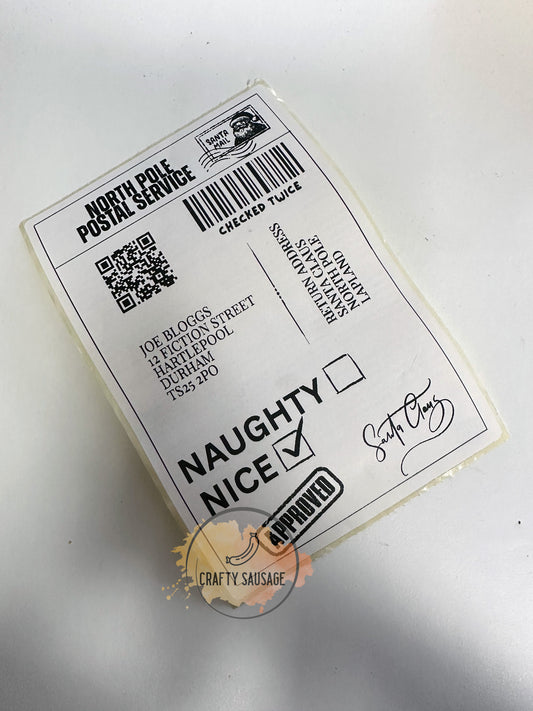 NORTH POLE
POSTAL SERVICE
SANTA
MAIL
CHECKED TWICE
JOE BLOGGS
12 FICTION STREET
HARTLEPOOL
DURHAM
TS25 2PO
RETURN ADDRESS
SANTA CLAUS
NORTH POLE
LAPLAND
NAUGHTY
NICE
APPROVED
Santa Claus
CRAFTY SAUSAGE